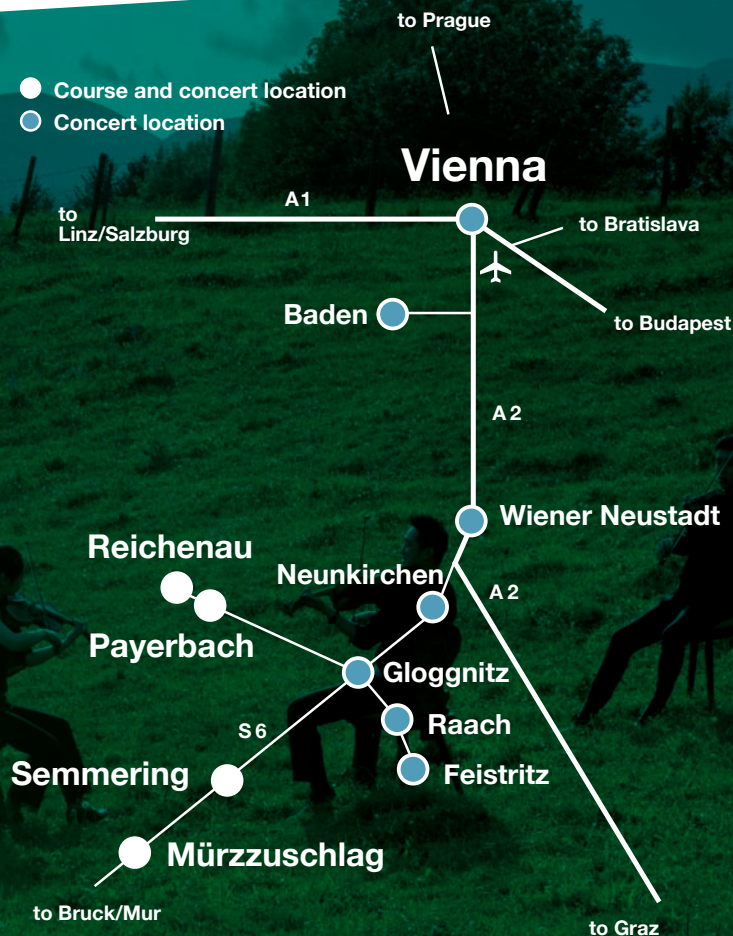 to Prague
Course and concert location
Concert location
Vienna
A1
to
Linz/Salzburg
to Bratislava
Baden
to Budapest
A 2
Wiener Neustadt
Reichenau
Neunkirchen
A 2
Payerbach
Gloggnitz
S 6
Raach
Semmering
Feistritz
Mürzzuschlag
to Bruck/Mur
to Graz